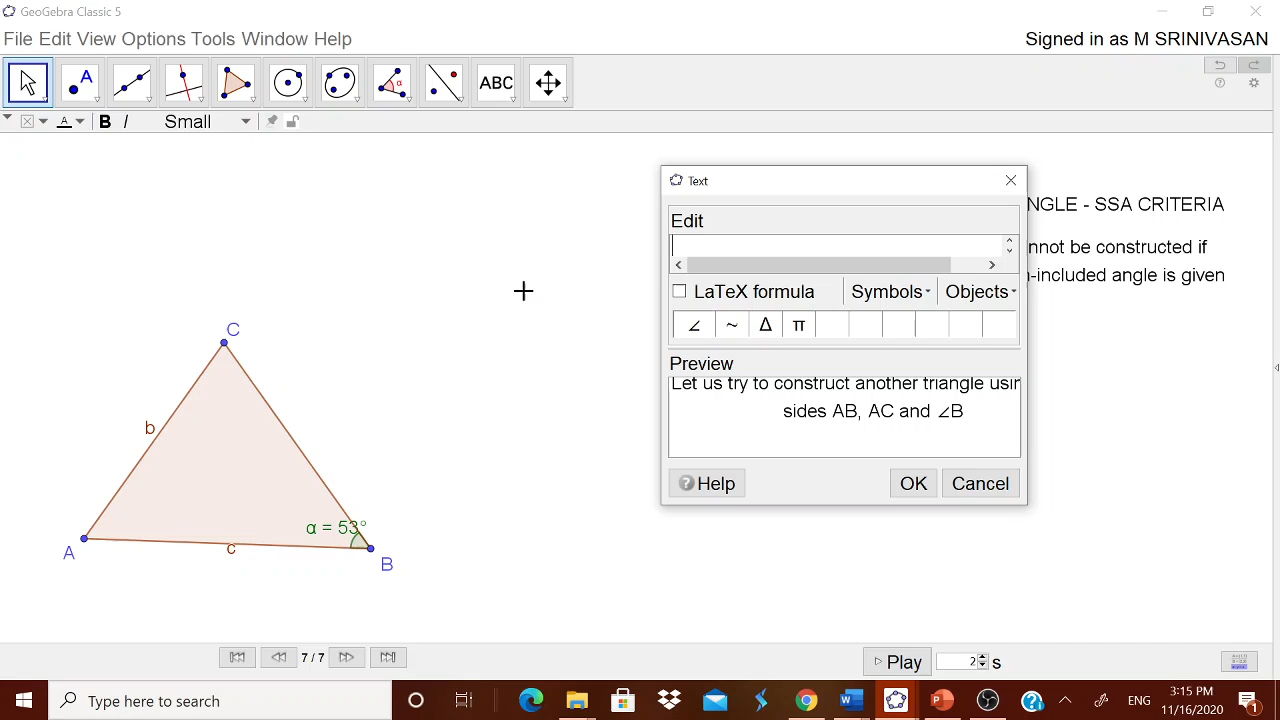 GeoGebra Classic 5
File Edit View Options Tools Window Help
Signed in as M SRINIVASAN
A
α
ABC
A B I Small
Text
Edit
NGLE - SSA CRITERIA
nnot be constructed if
-included angle is given
LaTeX formula Symbols Objects
∠ ~ Δ π
Preview
Let us try to construct another triangle usin
sides AB, AC and ∠B
? Help OK Cancel
C
b
α = 53°
A
c
B
7 / 7
Play 2 s
Type here to search
ENG
3:15 PM
11/16/2020
1